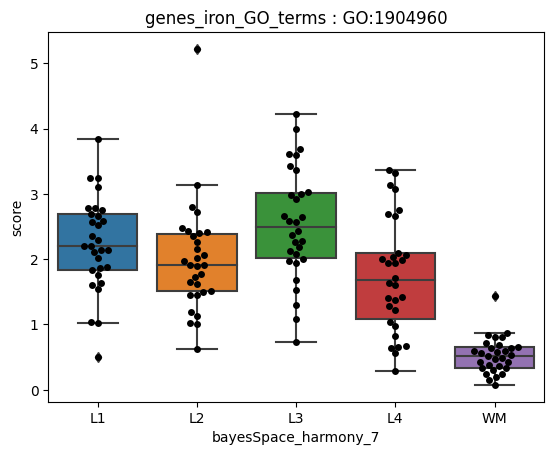 genes_iron_GO_terms : GO:1904960
score
5
4
3
2
1
0
L1 L2 L3 L4 WM
bayesSpace_harmony_7